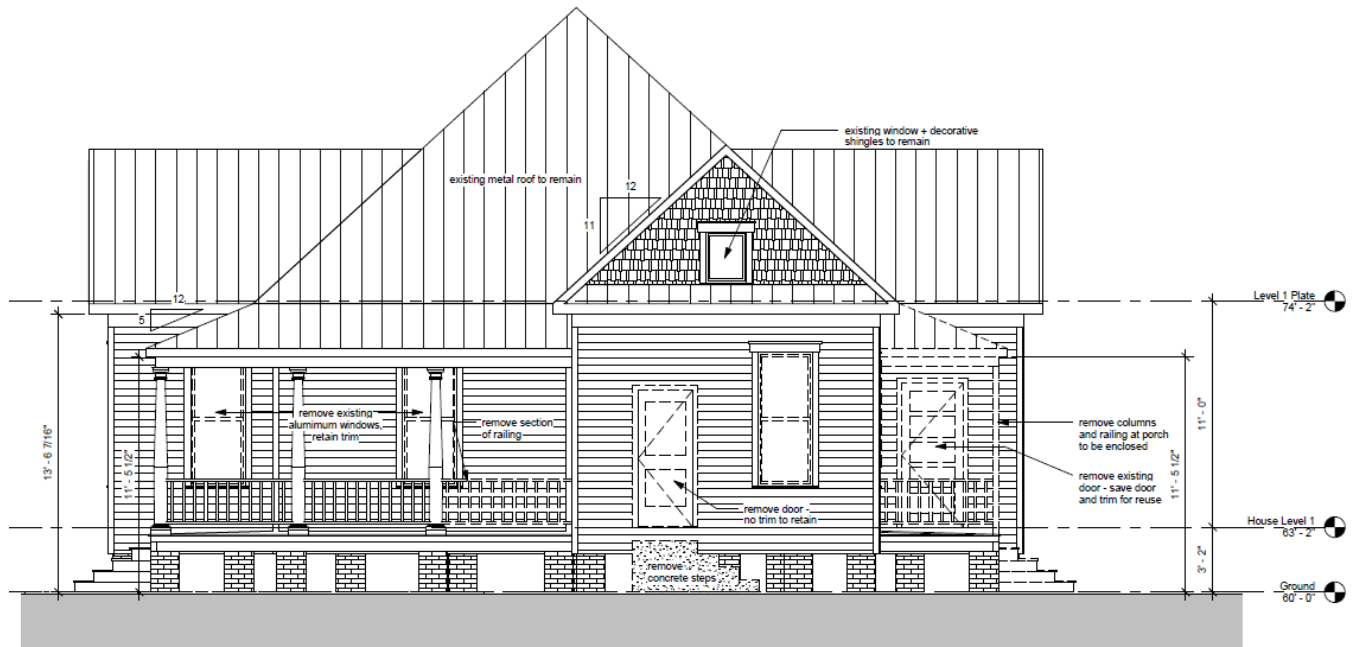 existing window + decorative
shingles to remain
existing metal roof to remain
12
11
12
5
Level 1 Plate
74' - 2"
remove existing
alumimum windows,
retain trim
remove section
of railing
remove columns
and railing at porch
to be enclosed
remove existing
door - save door
and trim for reuse
remove door -
no trim to retain
remove
concrete steps
13' - 6 7/16"
11' - 5 1/2"
11' - 5 1/2"
11' - 0"
3' - 2"
House Level 1
63' - 2"
Ground
60' - 0"